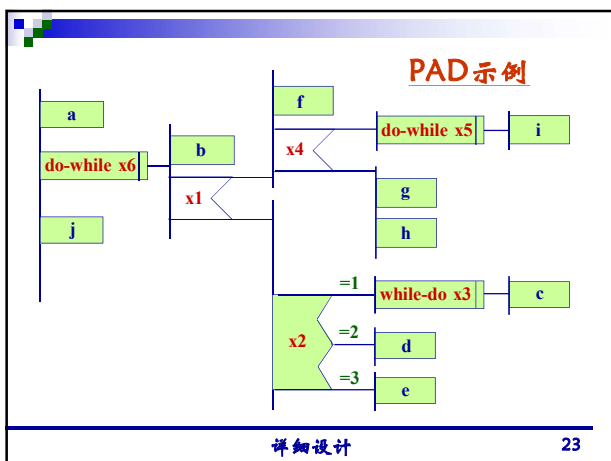 PAD示例
a
do-while x6
j
b
x1
f
x4
do-while x5
i
g
h
x2
=1
while-do x3
c
=2
d
=3
e
详细设计
23